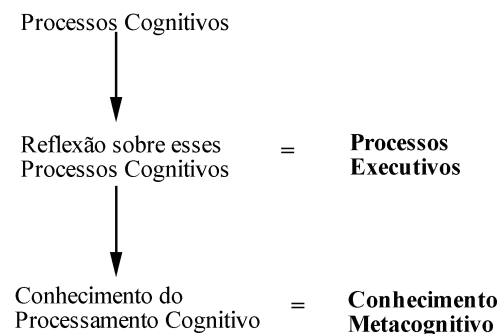 Processos Cognitivos
Reflexão sobre esses = Processos
Processos Cognitivos Executivos
Conhecimento do = Conhecimento
Processamento Cognitivo Metacognitivo